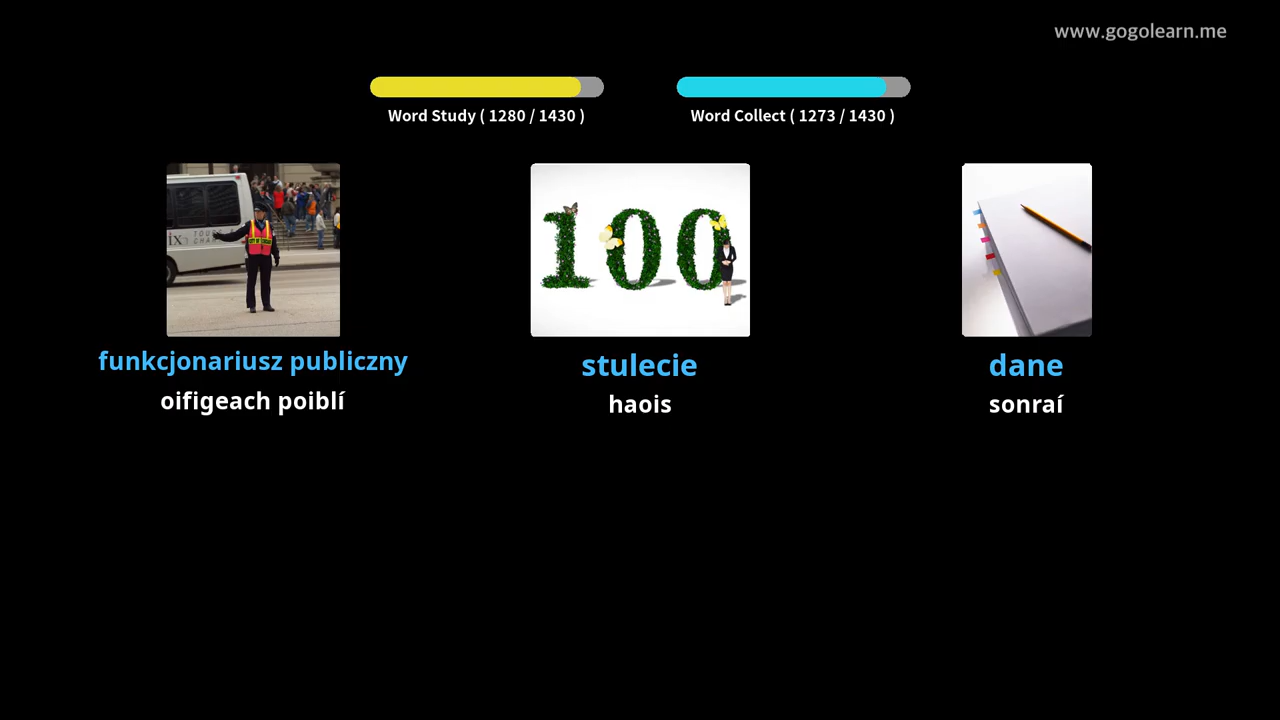 www.gogolearn.me
Word Study ( 1280 / 1430 )
Word Collect ( 1273 / 1430 )
100
funkcjonariusz publiczny
stulecie
dane
oifigeach poiblí
haois
sonraí